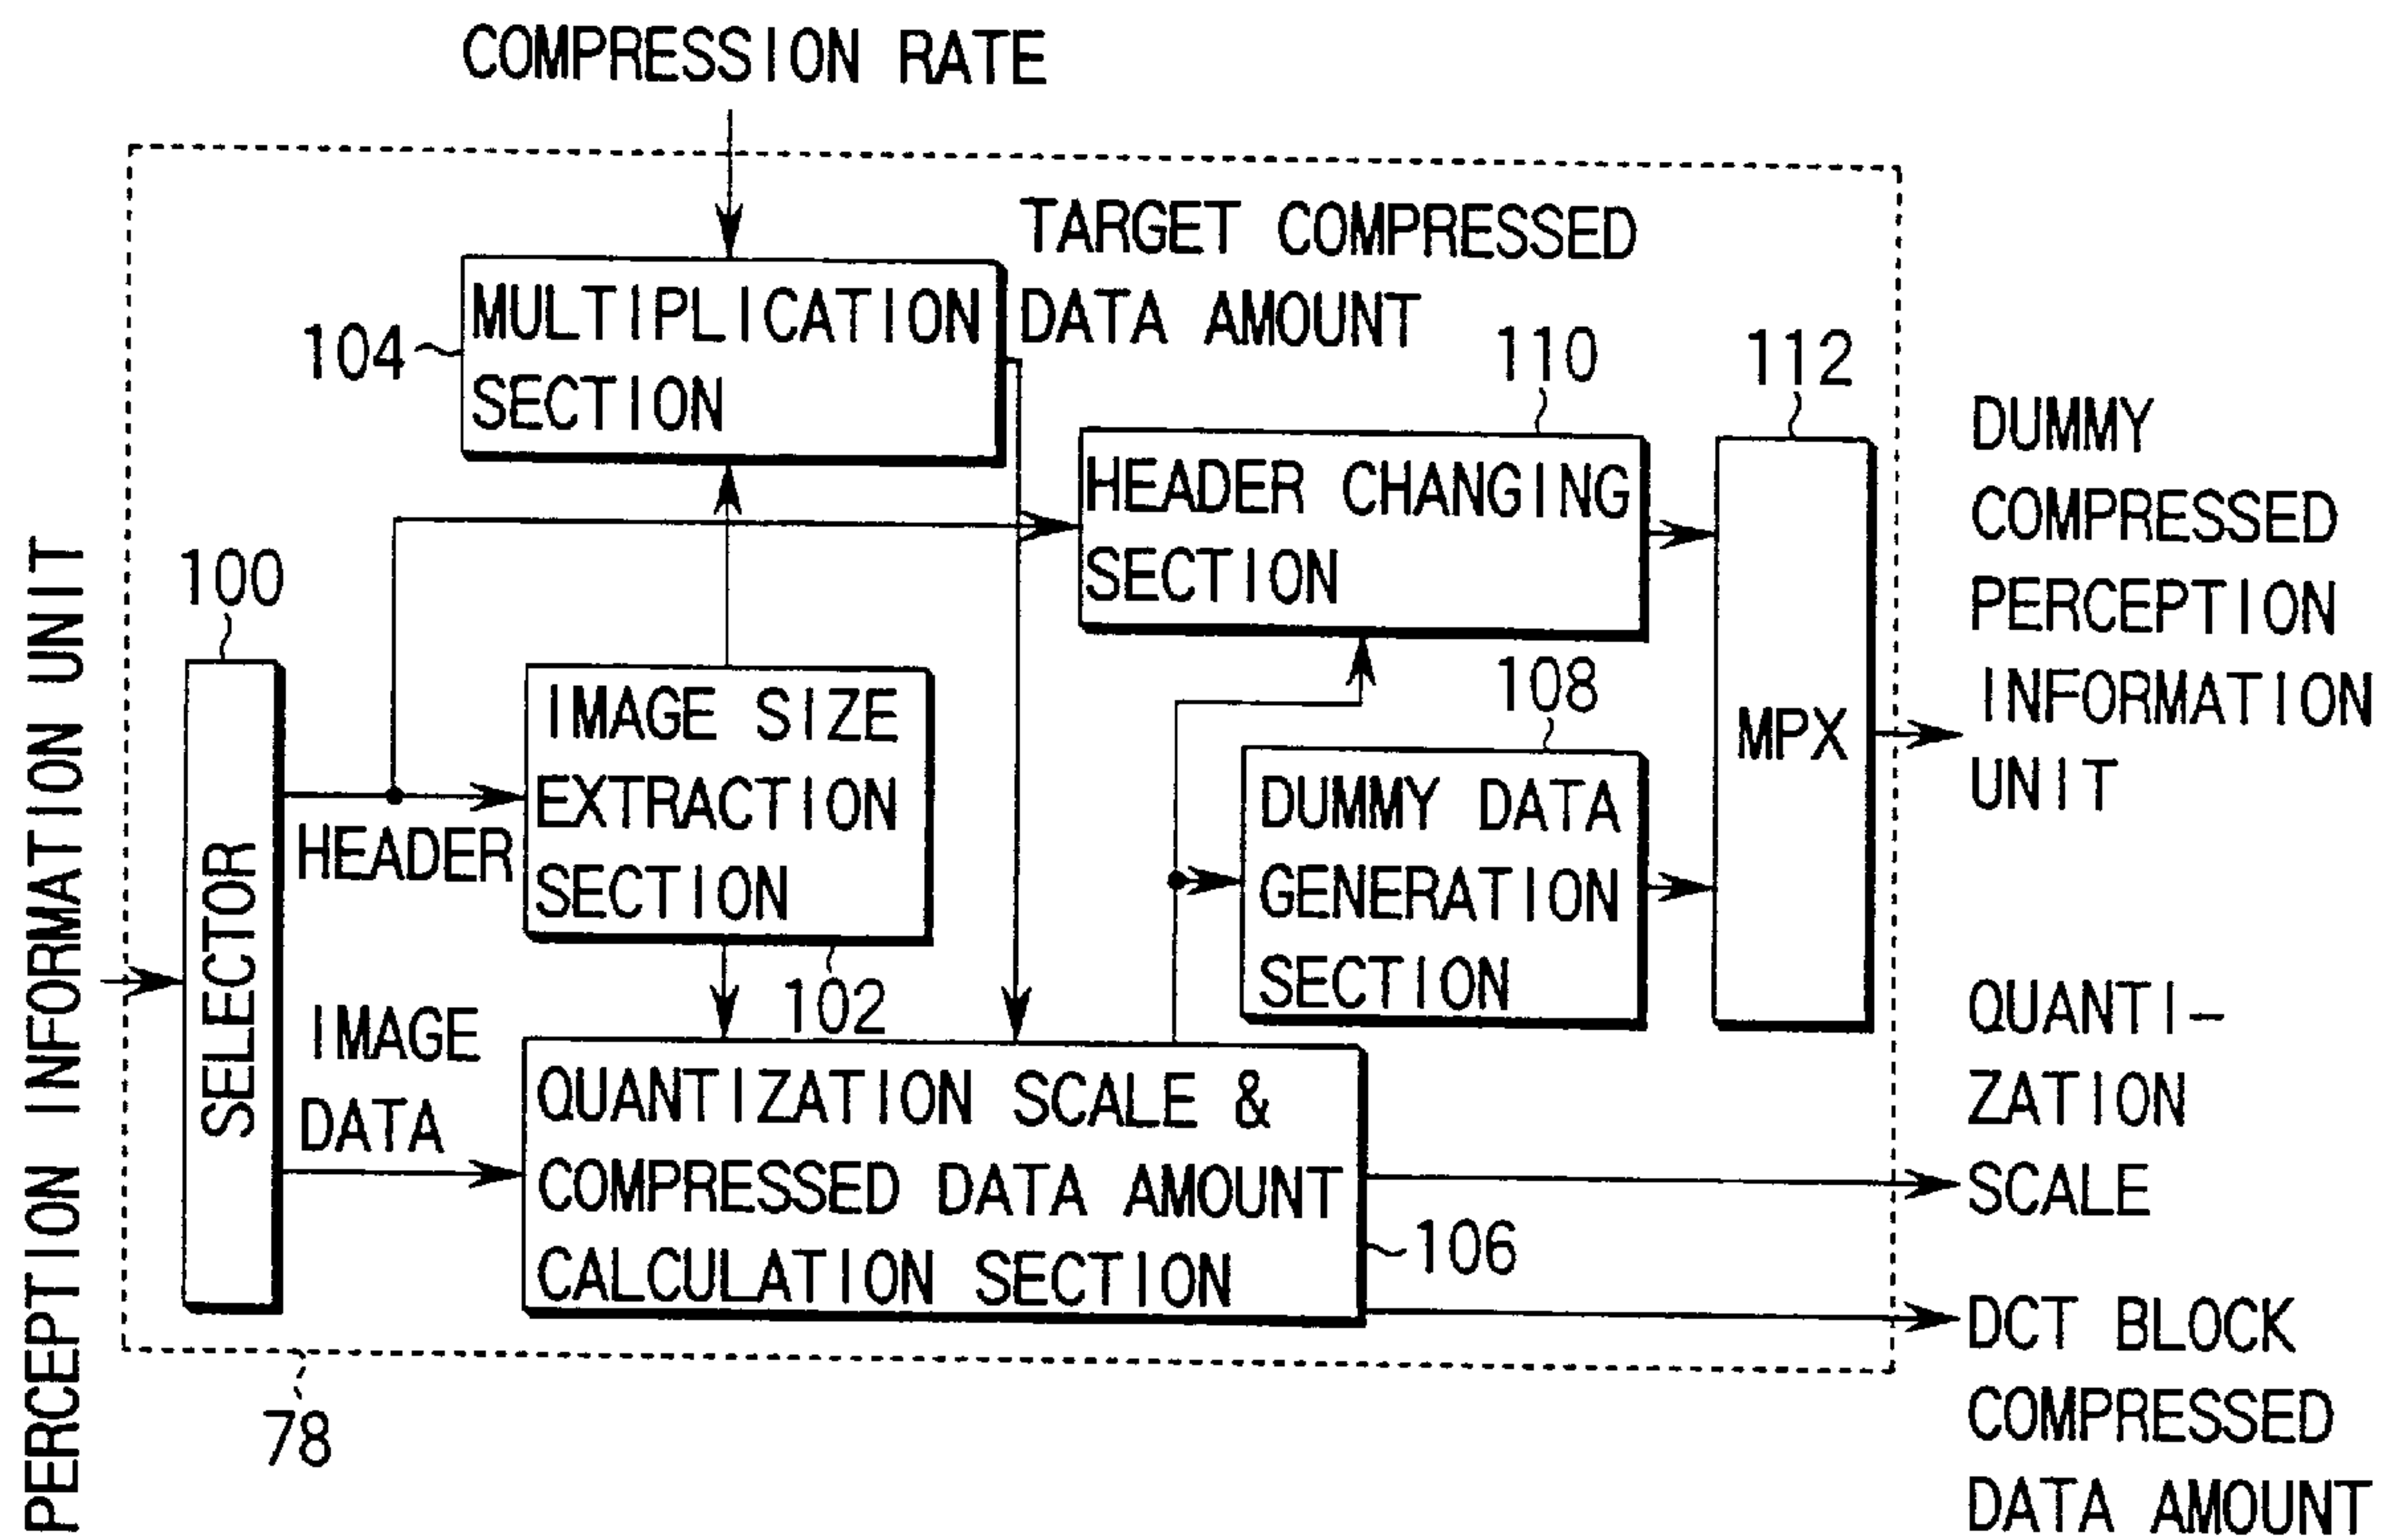 COMPRESSION RATE
TARGET COMPRESSED
DATA AMOUNT
MULTIPLICATION
SECTION
104
110
112
HEADER CHANGING
SECTION
DUMMY
COMPRESSED
PERCEPTION
INFORMATION
UNIT
PERCEPTION INFORMATION UNIT
100
SELECTOR
HEADER
IMAGE SIZE
EXTRACTION
SECTION
102
108
DUMMY DATA
GENERATION
SECTION
MPX
IMAGE
DATA
QUANTIZATION SCALE &
COMPRESSED DATA AMOUNT
CALCULATION SECTION
106
QUANTI-
ZATION
SCALE
DCT BLOCK
COMPRESSED
DATA AMOUNT
78